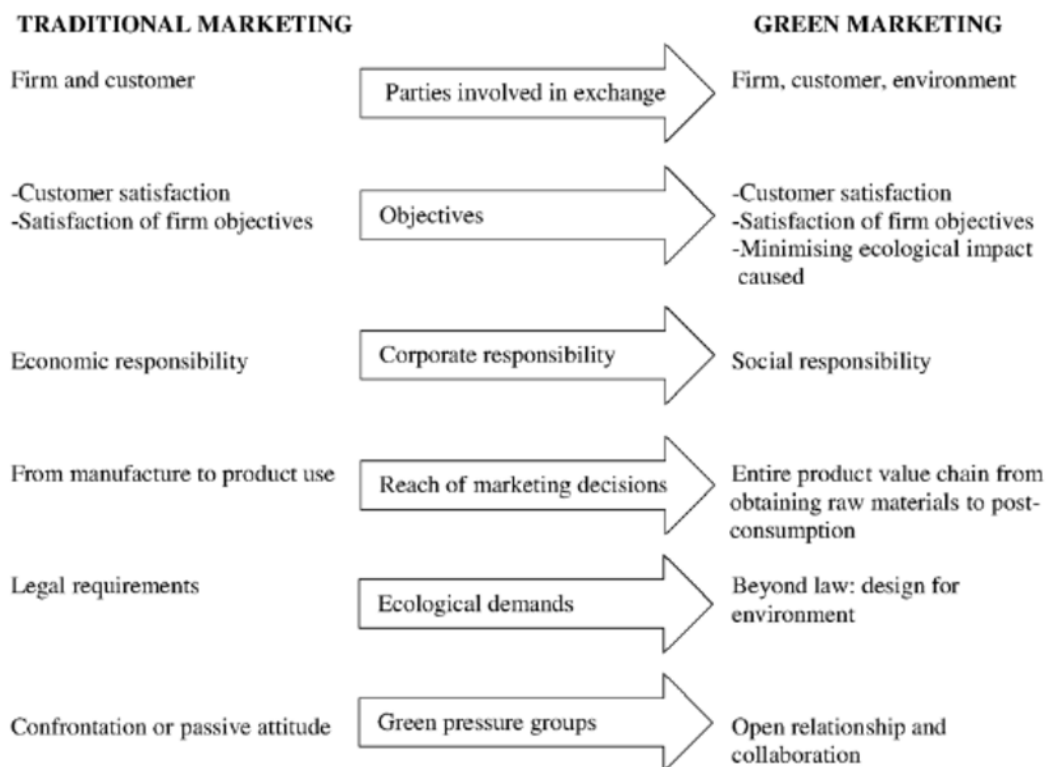 TRADITIONAL MARKETING
GREEN MARKETING
Firm and customer
Parties involved in exchange
Firm, customer, environment
-Customer satisfaction
-Satisfaction of firm objectives
Objectives
-Customer satisfaction
-Satisfaction of firm objectives
-Minimising ecological impact
caused
Economic responsibility
Corporate responsibility
Social responsibility
From manufacture to product use
Reach of marketing decisions
Entire product value chain from
obtaining raw materials to post-
consumption
Legal requirements
Ecological demands
Beyond law: design for
environment
Confrontation or passive attitude
Green pressure groups
Open relationship and
collaboration